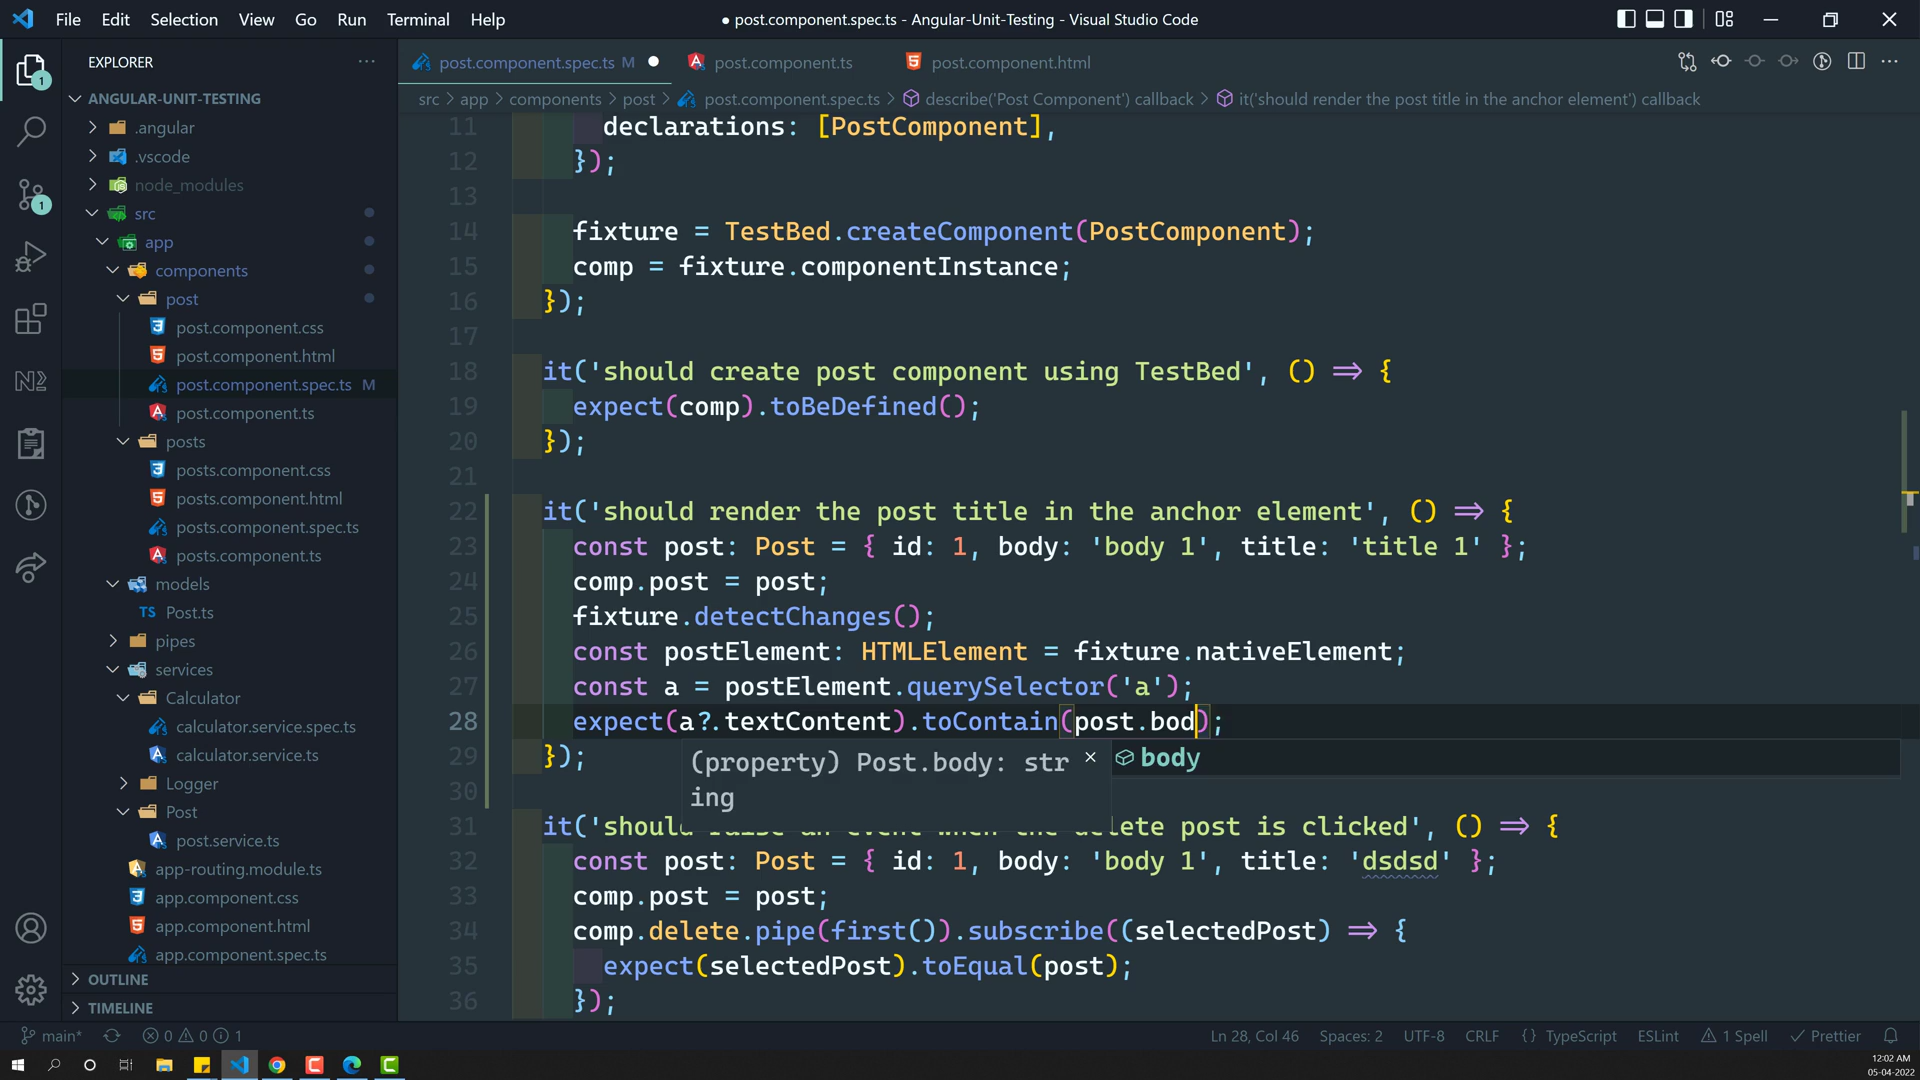 File Edit Selection View Go Run Terminal Help
● post.component.spec.ts - Angular-Unit-Testing - Visual Studio Code
EXPLORER
post.component.spec.ts M
post.component.ts
post.component.html
src > app > components > post > post.component.spec.ts > describe('Post Component') callback > it('should render the post title in the anchor element') callback
ANGULAR-UNIT-TESTING
.angular
.vscode
node_modules
src
app
components
post
post.component.css
post.component.html
post.component.spec.ts M
post.component.ts
posts
posts.component.css
posts.component.html
posts.component.spec.ts
posts.component.ts
models
TS Post.ts
pipes
services
Calculator
calculator.service.spec.ts
calculator.service.ts
Logger
Post
post.service.ts
app-routing.module.ts
app.component.css
app.component.html
app.component.spec.ts
OUTLINE
TIMELINE
1
1
11 declarations: [PostComponent],
12 });
13
14 fixture = TestBed.createComponent(PostComponent);
15 comp = fixture.componentInstance;
16 });
17
18 it('should create post component using TestBed', () => {
19 expect(comp).toBeDefined();
20 });
21
22 it('should render the post title in the anchor element', () => {
23 const post: Post = { id: 1, body: 'body 1', title: 'title 1' };
24 comp.post = post;
25 fixture.detectChanges();
26 const postElement: HTMLElement = fixture.nativeElement;
27 const a = postElement.querySelector('a');
28 expect(a?.textContent).toContain(post.bod);
29 });
(property) Post.body: str
ing
body
30
31 it('should raise an event when the delete post is clicked', () => {
32 const post: Post = { id: 1, body: 'body 1', title: 'dsdsd' };
33 comp.post = post;
34 comp.delete.pipe(first()).subscribe((selectedPost) => {
35 expect(selectedPost).toEqual(post);
36 });
main* 0 0 1
Ln 28, Col 46 Spaces: 2 UTF-8 CRLF {} TypeScript ESLint 1 Spell Prettier
12:02 AM
05-04-2022